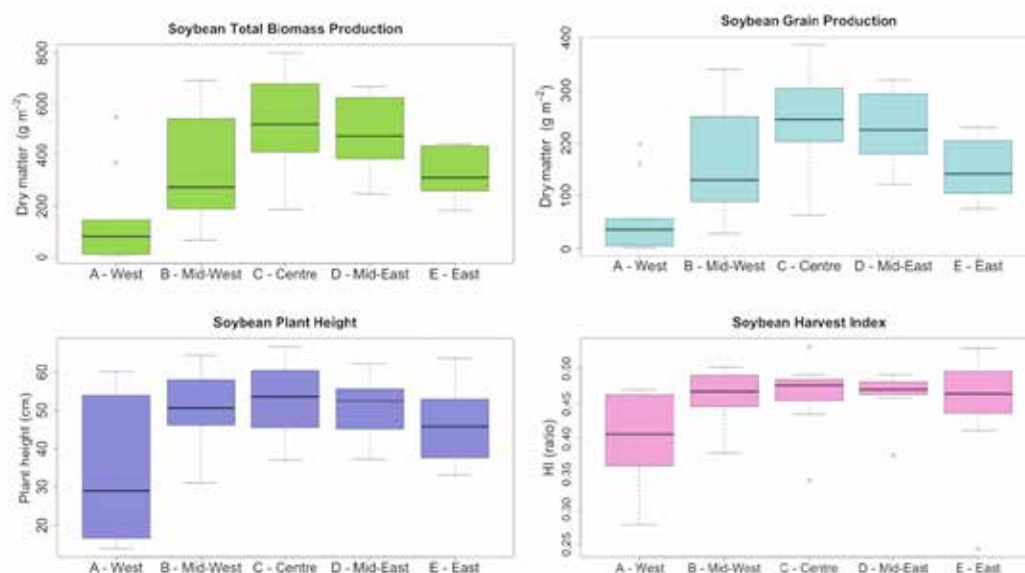 Soybean Total Biomass Production
Dry matter (g m⁻²)
800
600
400
200
0
A - West B - Mid-West C - Centre D - Mid-East E - East
Soybean Grain Production
Dry matter (g m⁻²)
400
300
200
100
0
A - West B - Mid-West C - Centre D - Mid-East E - East
Soybean Plant Height
Plant height (cm)
60
50
40
30
20
A - West B - Mid-West C - Centre D - Mid-East E - East
Soybean Harvest Index
HI (ratio)
0.50
0.45
0.40
0.35
0.30
0.25
A - West B - Mid-West C - Centre D - Mid-East E - East